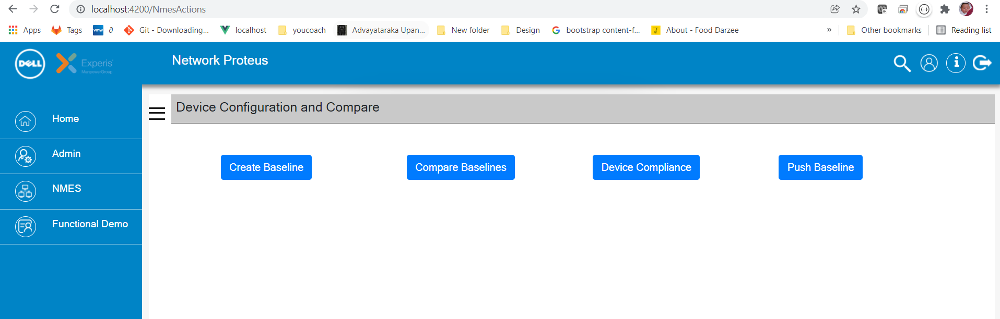 localhost:4200/NmesActions
Apps Tags vmw ∂ Git - Downloading... localhost youcoach Advayataraka Upan... New folder Design bootstrap content-f... About - Food Darzee » Other bookmarks Reading list
DELL Experis Network Proteus
ManpowerGroup
Device Configuration and Compare
Home
Admin
NMES
Functional Demo
Create Baseline Compare Baselines Device Compliance Push Baseline